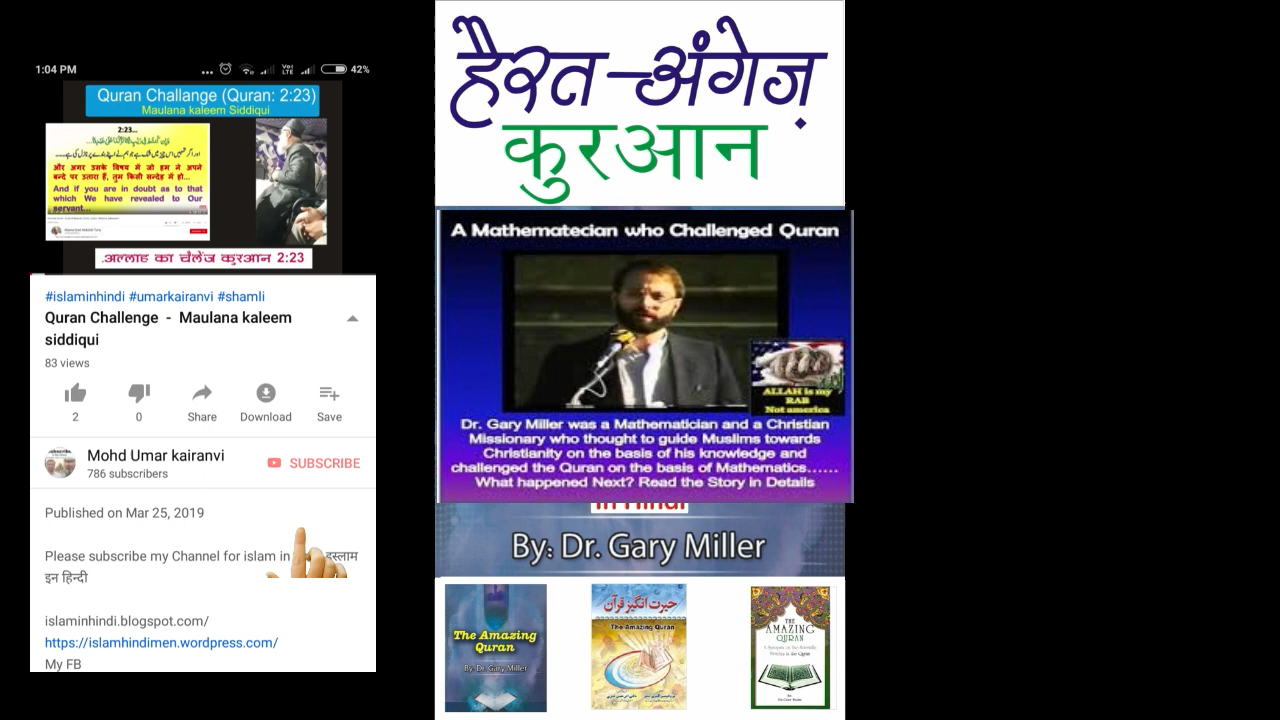 1:04 PM
42%
Quran Challange (Quran: 2:23)
Maulana kaleem Siddiqui
2:23...
और अगर उसके विषय में जो हम ने अपने
बन्दे पर उतारा हैं, तुम किसी सन्देह में हो...
And if you are in doubt as to that
which We have revealed to Our
servant...
अल्लाह का चैलेंज क़ुरआन 2:23
#islaminhindi #umarkairanvi #shamli
Quran Challenge - Maulana kaleem
siddiqui
83 views
2
0
Share
Download
Save
Mohd Umar kairanvi
786 subscribers
SUBSCRIBE
Published on Mar 25, 2019
Please subscribe my Channel for islam in इस्लाम
इन हिन्दी
islaminhindi.blogspot.com/
https://islamhindimen.wordpress.com/
My FB
हैरत-अंगेज़
कुरआन
A Mathematecian who Challenged Quran
ALLAH is my
RAB
Not america
Dr. Gary Miller was a Mathematician and a Christian
Missionary who thought to guide Muslims towards
Christianity on the basis of his knowledge and
challenged the Quran on the basis of Mathematics......
What happened Next? Read the Story in Details
In Hindi
By: Dr. Gary Miller
The Amazing
Quran
By: Dr. Gary Miller
حیرت انگیز قرآن
The Amazing Quran
THE
AMAZING
QURAN